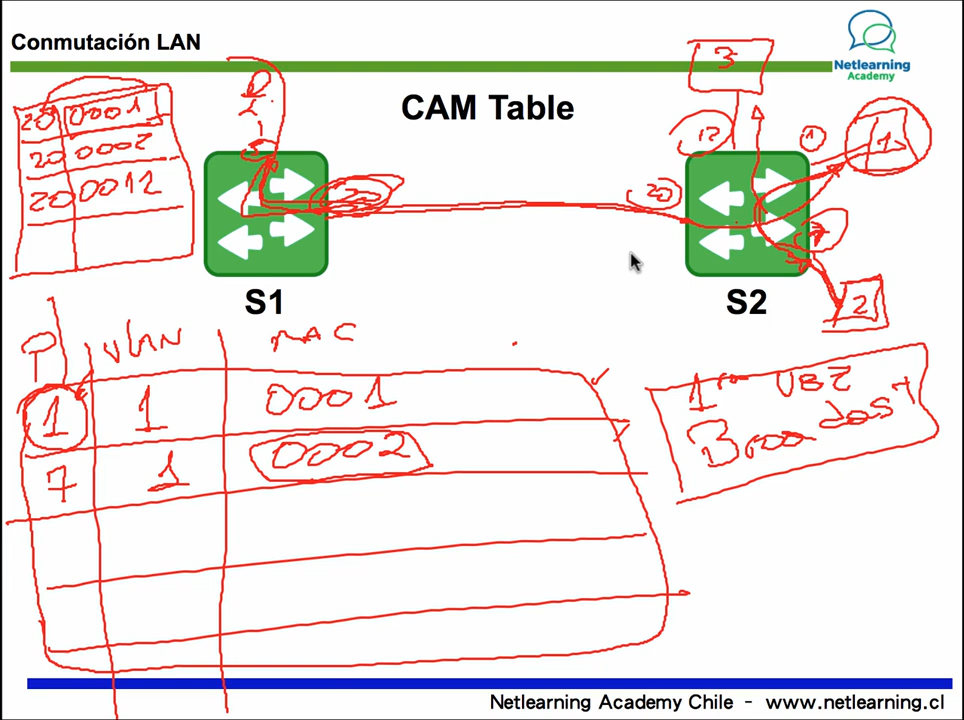 Conmutación LAN
Netlearning
Academy
CAM Table
3
20 0001
20 0002
20 0012
5
20
20
12
1
1
7
2
S1
S2
P VLAN MAC
1 1 0001
7 1 0002
1ra VEZ
Broadcast
Netlearning Academy Chile - www.netlearning.cl